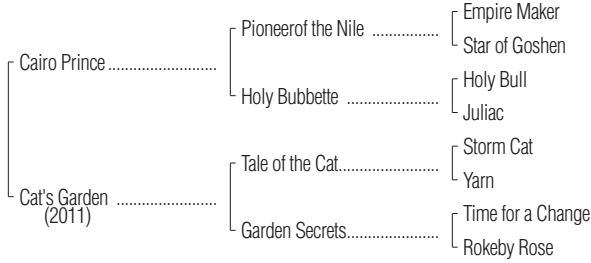 Empire Maker
Pioneerof the Nile ................
Star of Goshen
Cairo Prince ..........................
Holy Bull
Holy Bubbette ......................
Juliac
Storm Cat
Tale of the Cat........................
Yarn
Cat's Garden ........................
(2011)
Time for a Change
Garden Secrets......................
Rokeby Rose